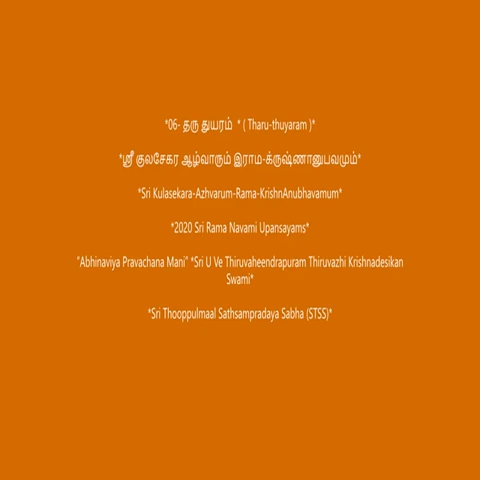 *06- தரு துயரம்  * ( Tharu-thuyaram )*
*ஸ்ரீ குலசேகர ஆழ்வாரும் இராம-க்ருஷ்ணானுபவமும்*
*Sri Kulasekara-Azhvarum-Rama-KrishnAnubhavamum*
*2020 Sri Rama Navami Upansayams*
"Abhinaviya Pravachana Mani" *Sri U Ve Thiruvaheendrapuram Thiruvazhi Krishnadesikan
Swami*
*Sri Thooppulmaal Sathsampradaya Sabha (STSS)*